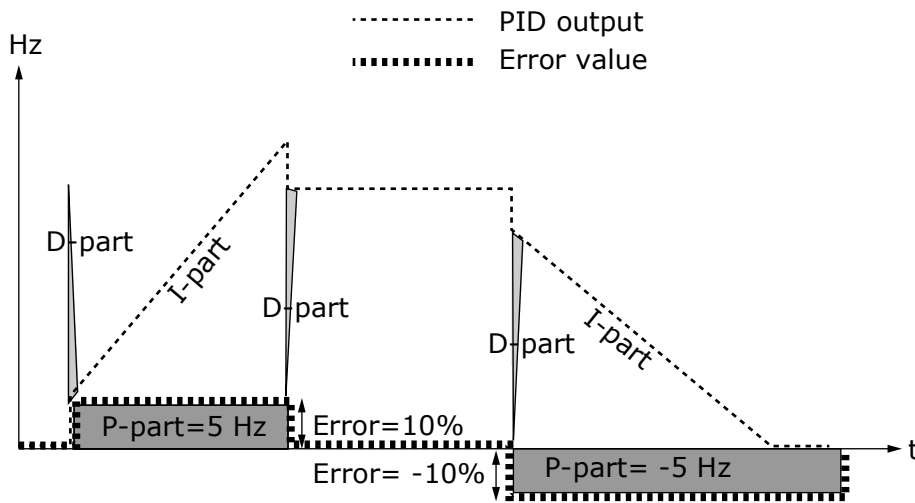 PID output
Hz
Error value
D-part
I-part
D-part
I-part
D-part
P-part=5 Hz
Error=10%
t
Error= -10%
P-part= -5 Hz